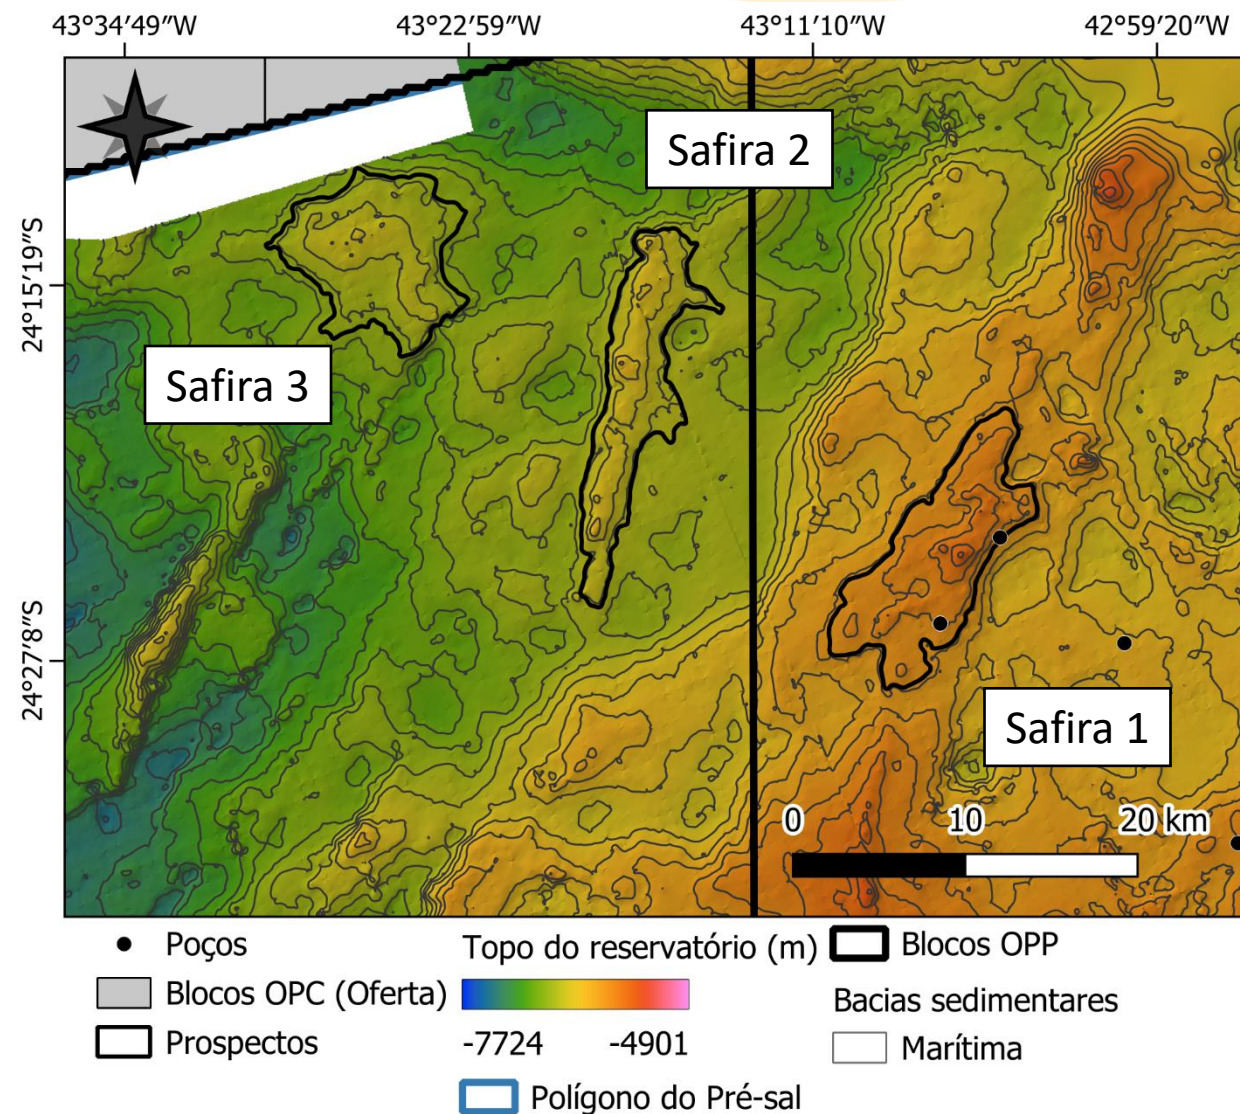 43°34′49″W 43°22′59″W 43°11′10″W 42°59′20″W
24°15′19″S
24°27′8″S
Safira 2
Safira 3
Safira 1
0 10 20 km
Poços
Blocos OPC (Oferta)
Prospectos
Topo do reservatório (m)
-7724 -4901
Polígono do Pré-sal
Blocos OPP
Bacias sedimentares
Marítima